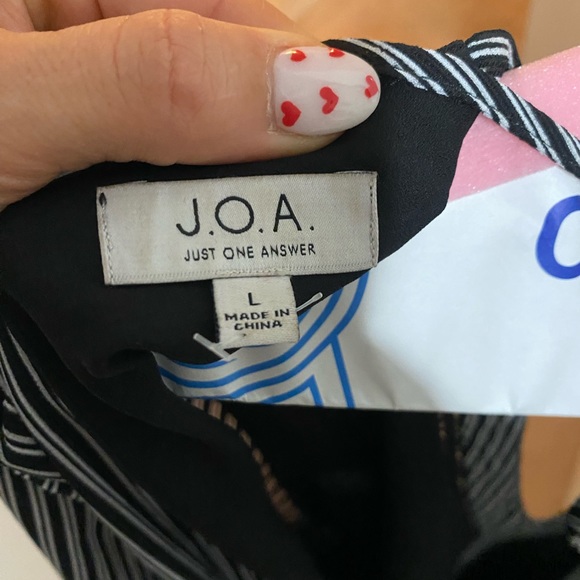 J.O.A.
JUST ONE ANSWER
L
MADE IN
CHINA